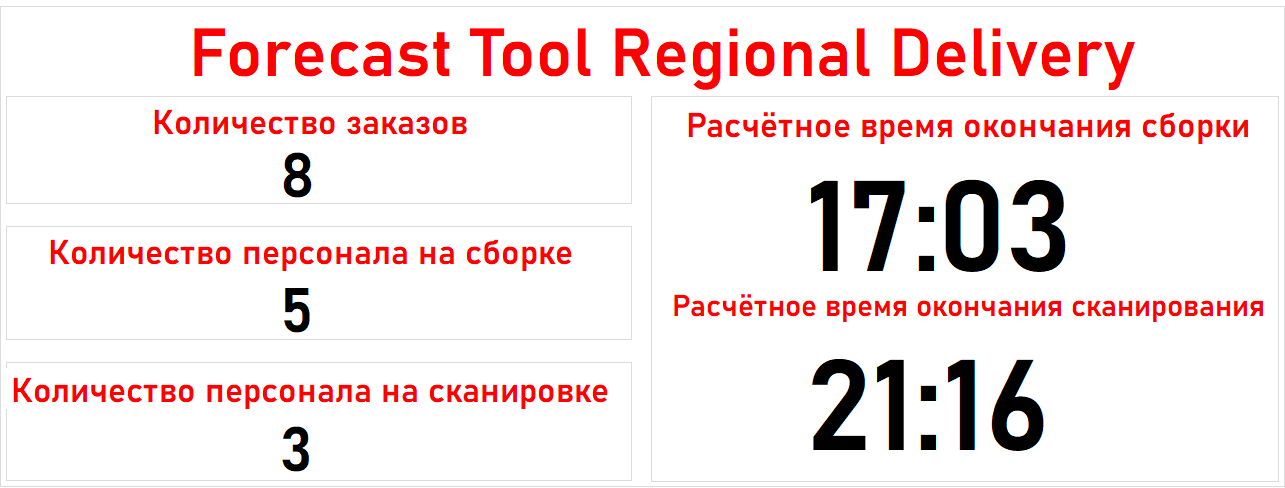 Forecast Tool Regional Delivery
Количество заказов
8
Количество персонала на сборке
5
Количество персонала на сканировке
3
Расчётное время окончания сборки
17:03
Расчётное время окончания сканирования
21:16